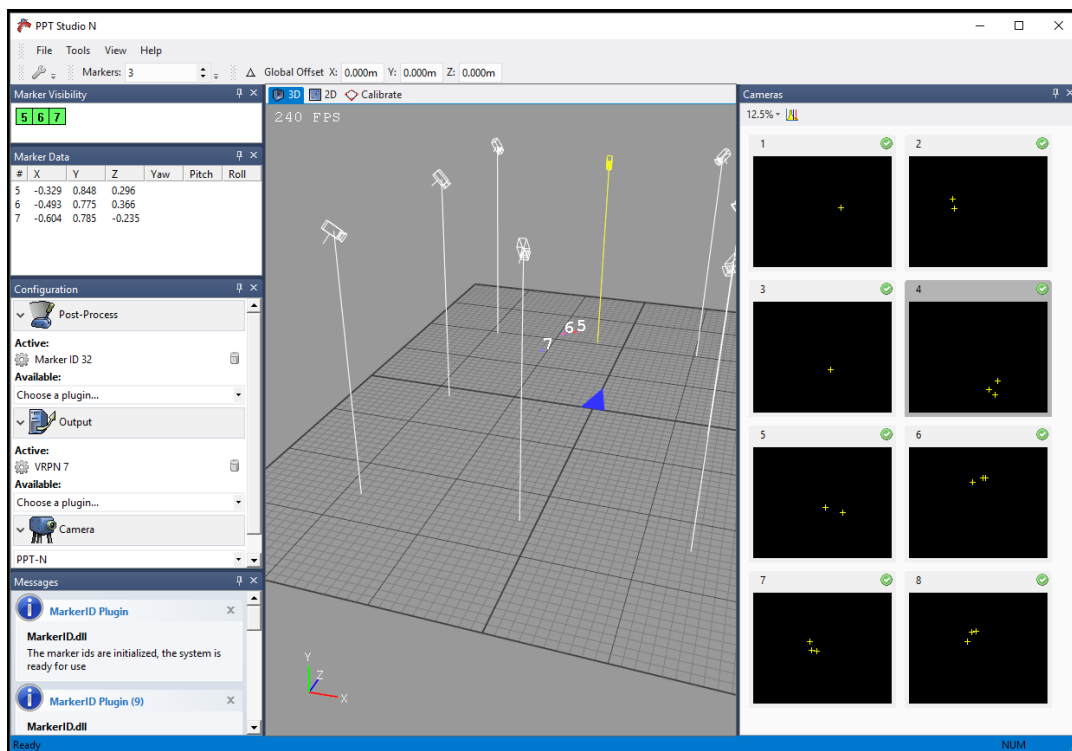 PPT Studio N
File Tools View Help
Markers: 3 Δ Global Offset X: 0.000m Y: 0.000m Z: 0.000m
Marker Visibility
5 6 7
Marker Data
# X Y Z Yaw Pitch Roll
5 -0.329 0.848 0.296
6 -0.493 0.775 0.366
7 -0.604 0.785 -0.235
Configuration
Post-Process
Active:
Marker ID 32
Available:
Choose a plugin...
Output
Active:
VRPN 7
Available:
Choose a plugin...
Camera
PPT-N
Messages
MarkerID Plugin
MarkerID.dll
The marker ids are initialized, the system is
ready for use
MarkerID Plugin (9)
MarkerID.dll
Ready
3D 2D Calibrate
240 FPS
6 5
7
Y
Z
X
Cameras
12.5%
1 2
3 4
5 6
7 8
NUM